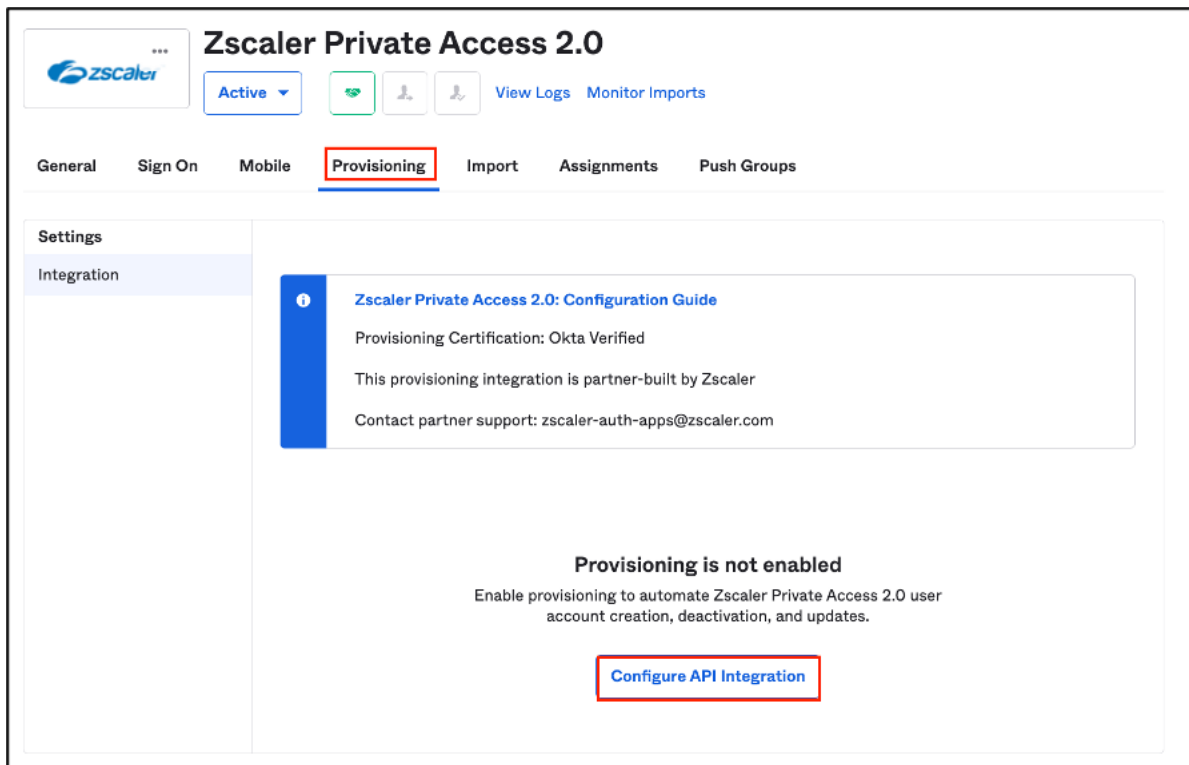 Zscaler Private Access 2.0
zscaler
Active
View Logs
Monitor Imports
General
Sign On
Mobile
Provisioning
Import
Assignments
Push Groups
Settings
Integration
Zscaler Private Access 2.0: Configuration Guide
Provisioning Certification: Okta Verified
This provisioning integration is partner-built by Zscaler
Contact partner support: zscaler-auth-apps@zscaler.com
Provisioning is not enabled
Enable provisioning to automate Zscaler Private Access 2.0 user
account creation, deactivation, and updates.
Configure API Integration